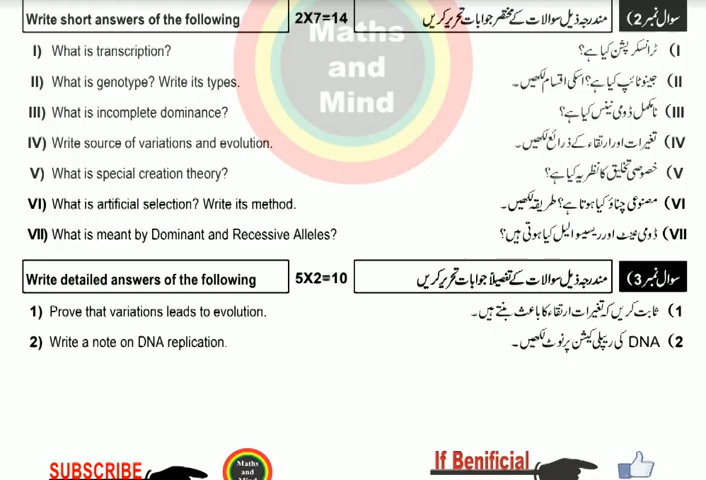 Write short answers of the following 2X7=14 مندرجہ ذیل سوالات کے مختصر جوابات تحریر کریں سوال نمبر 2)
Maths
and
Mind
I) What is transcription? I) ٹرانسکرپشن کیا ہے؟
II) What is genotype? Write its types. II) جینوٹائپ کیا ہے؟ اسکی اقسام لکھیں۔
III) What is incomplete dominance? III) نامکمل ڈومی نینس کیا ہے؟
IV) Write source of variations and evolution. IV) تغیرات اور ارتقاء کے ذرائع لکھیں۔
V) What is special creation theory? V) خصوصی تخلیق کا نظریہ کیا ہے؟
VI) What is artificial selection? Write its method. VI) مصنوعی چناؤ کیا ہوتا ہے؟ طریقہ لکھیں۔
VII) What is meant by Dominant and Recessive Alleles? VII) ڈومی نینٹ اور ریسیسو الیل کیا ہوتی ہیں؟
Write detailed answers of the following 5X2=10 مندرجہ ذیل سوالات کے تفصیلاً جوابات تحریر کریں سوال نمبر 3)
1) Prove that variations leads to evolution. 1) ثابت کریں کہ تغیرات ارتقاء کا باعث بنتے ہیں۔
2) Write a note on DNA replication. 2) DNA کی ریپلی کیشن پر نوٹ لکھیں۔
SUBSCRIBE
Maths
and
Mind
If Benificial